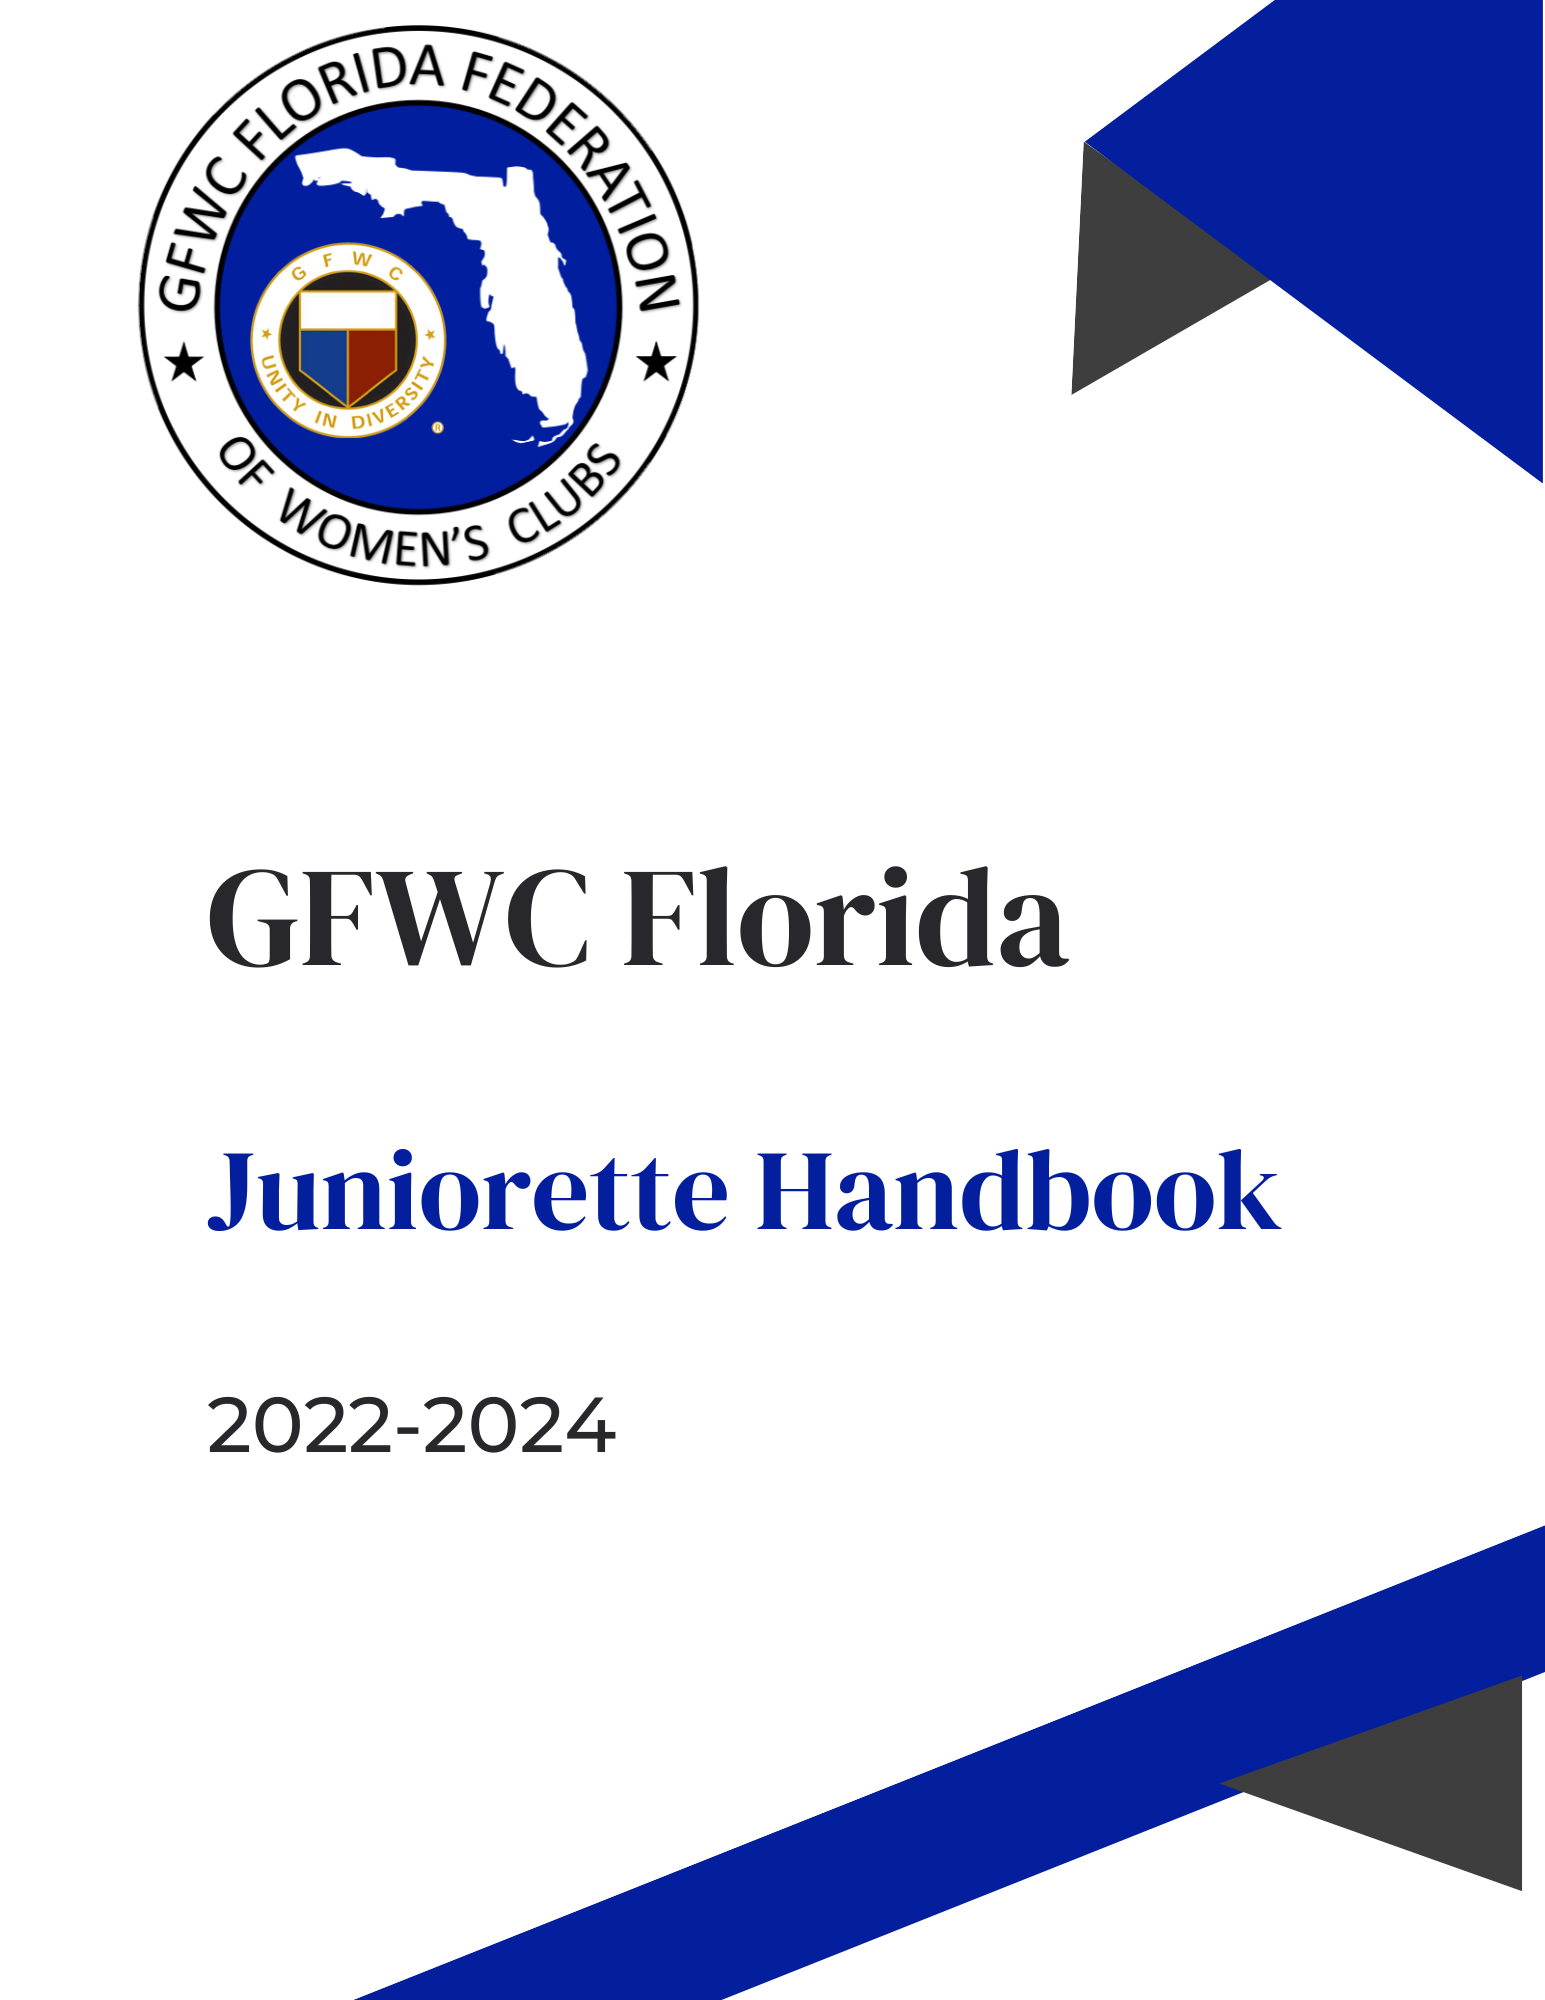 GFWC FLORIDA FEDERATION
OF WOMEN'S CLUBS
G F W C
UNITY IN DIVERSITY
®
GFWC Florida
Juniorette Handbook
2022-2024